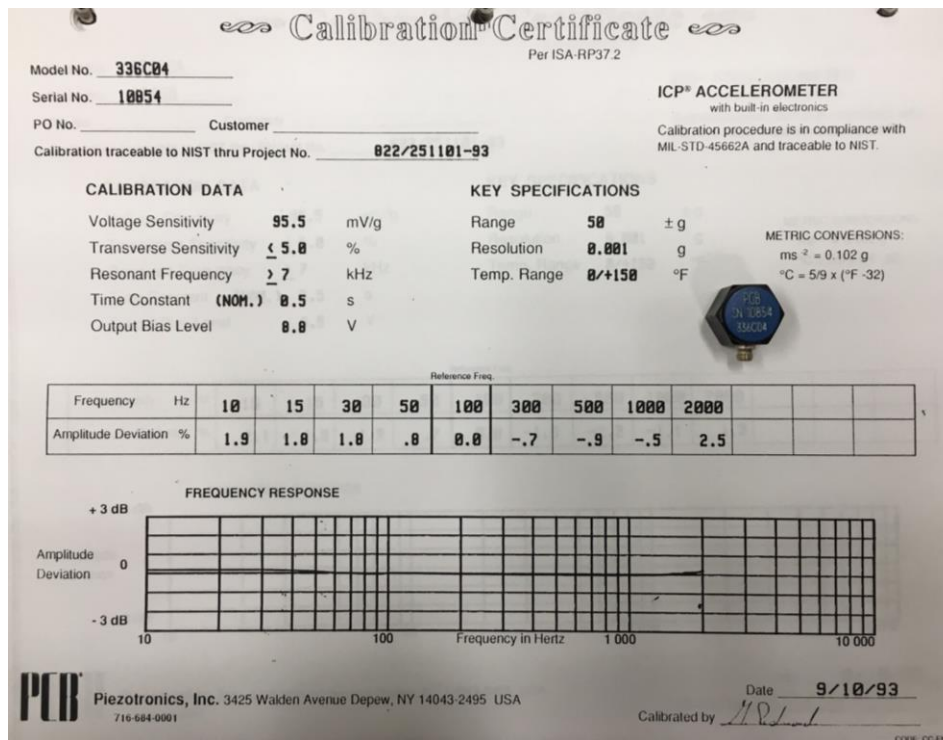 Calibration Certificate
Per ISA-RP37.2
Model No. 336C04
Serial No. 10854
PO No. Customer
Calibration traceable to NIST thru Project No. 822/251101-93
ICP® ACCELEROMETER
with built-in electronics
Calibration procedure is in compliance with
MIL-STD-45662A and traceable to NIST.
CALIBRATION DATA
Voltage Sensitivity 95.5 mV/g
Transverse Sensitivity ≤ 5.0 %
Resonant Frequency ≥ 7 kHz
Time Constant (NOM.) 0.5 s
Output Bias Level 8.8 V
KEY SPECIFICATIONS
Range 50 ± g
Resolution 0.001 g
Temp. Range 0/+150 °F
METRIC CONVERSIONS:
ms⁻² = 0.102 g
°C = 5/9 x (°F -32)
PCB
SN 10854
336C04
Reference Freq.
Frequency Hz 10 15 30 50 100 300 500 1000 2000
Amplitude Deviation % 1.9 1.8 1.0 .8 0.0 -.7 -.9 -.5 2.5
FREQUENCY RESPONSE
+ 3 dB
Amplitude
Deviation
0
- 3 dB
10 100 Frequency in Hertz 1 000 10 000
PCB Piezotronics, Inc. 3425 Walden Avenue Depew, NY 14043-2495 USA
716-684-0001
Date 9/10/93
Calibrated by